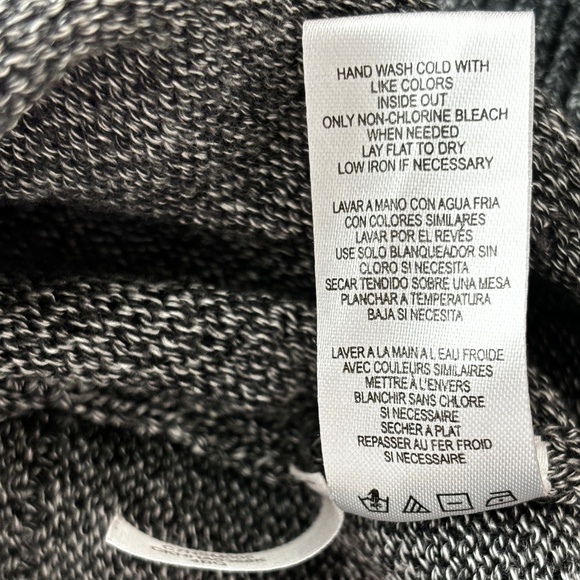 HAND WASH COLD WITH
LIKE COLORS
INSIDE OUT
ONLY NON-CHLORINE BLEACH
WHEN NEEDED
LAY FLAT TO DRY
LOW IRON IF NECESSARY
LAVAR A MANO CON AGUA FRIA
CON COLORES SIMILARES
LAVAR POR EL REVÉS
USE SOLO BLANQUEADOR SIN
CLORO SI NECESITA
SECAR TENDIDO SOBRE UNA MESA
PLANCHAR A TEMPERATURA
BAJA SI NECESITA
LAVER A LA MAIN A L EAU FROIDE
AVEC COULEURS SIMILAIRES
METTRE À L'ENVERS
BLANCHIR SANS CHLORE
SI NECESSAIRE
SECHER A PLAT
REPASSER AU FER FROID
SI NECESSAIRE